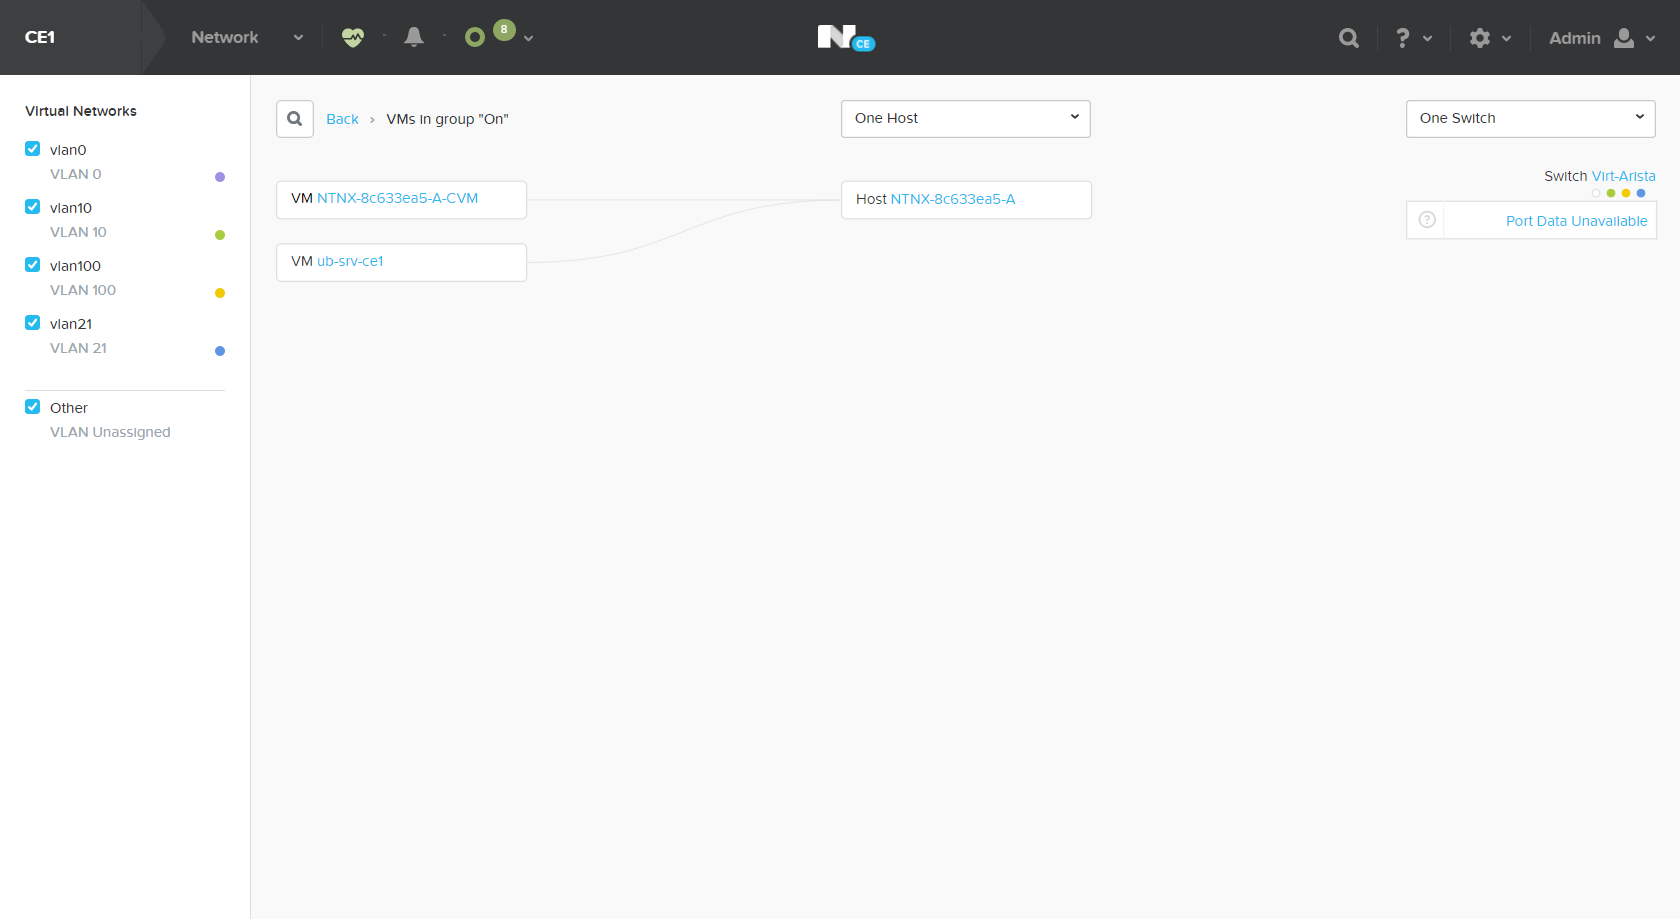 CE1
Network
8
CE
?
Admin
Virtual Networks
vlan0
VLAN 0
vlan10
VLAN 10
vlan100
VLAN 100
vlan21
VLAN 21
Other
VLAN Unassigned
Back › VMs in group "On"
One Host
One Switch
VM NTNX-8c633ea5-A-CVM
VM ub-srv-ce1
Host NTNX-8c633ea5-A
Switch Virt-Arista
? Port Data Unavailable